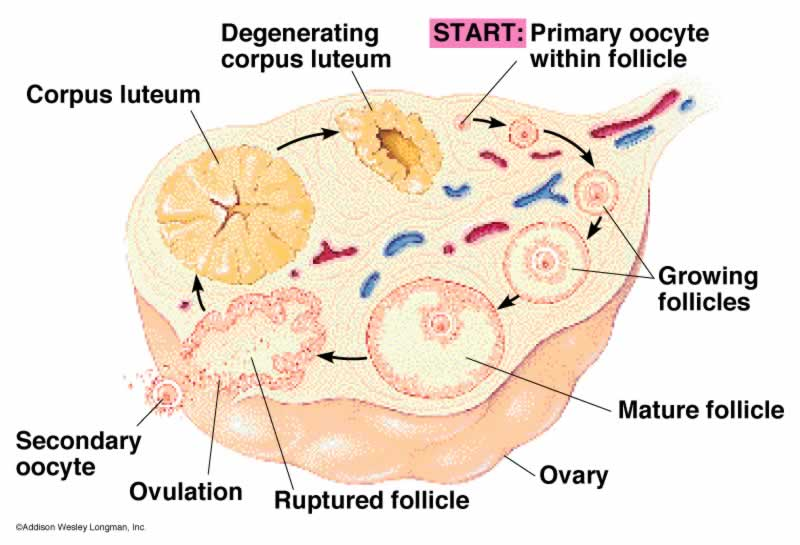 Degenerating
corpus luteum
START: Primary oocyte
within follicle
Corpus luteum
Growing
follicles
Mature follicle
Secondary
oocyte
Ovulation
Ruptured follicle
Ovary
©Addison Wesley Longman, Inc.